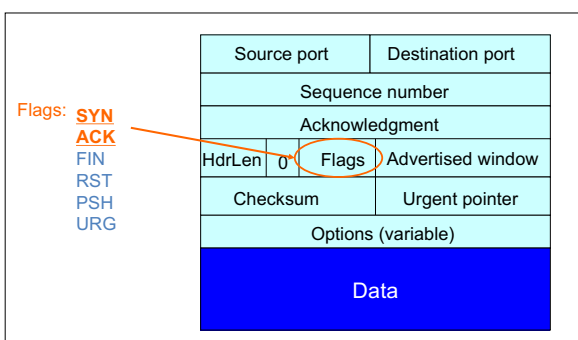 Source port Destination port
Sequence number
Flags: SYN
Acknowledgment
ACK
FIN
HdrLen 0 Flags Advertised window
RST
PSH
Checksum Urgent pointer
URG
Options (variable)
Data